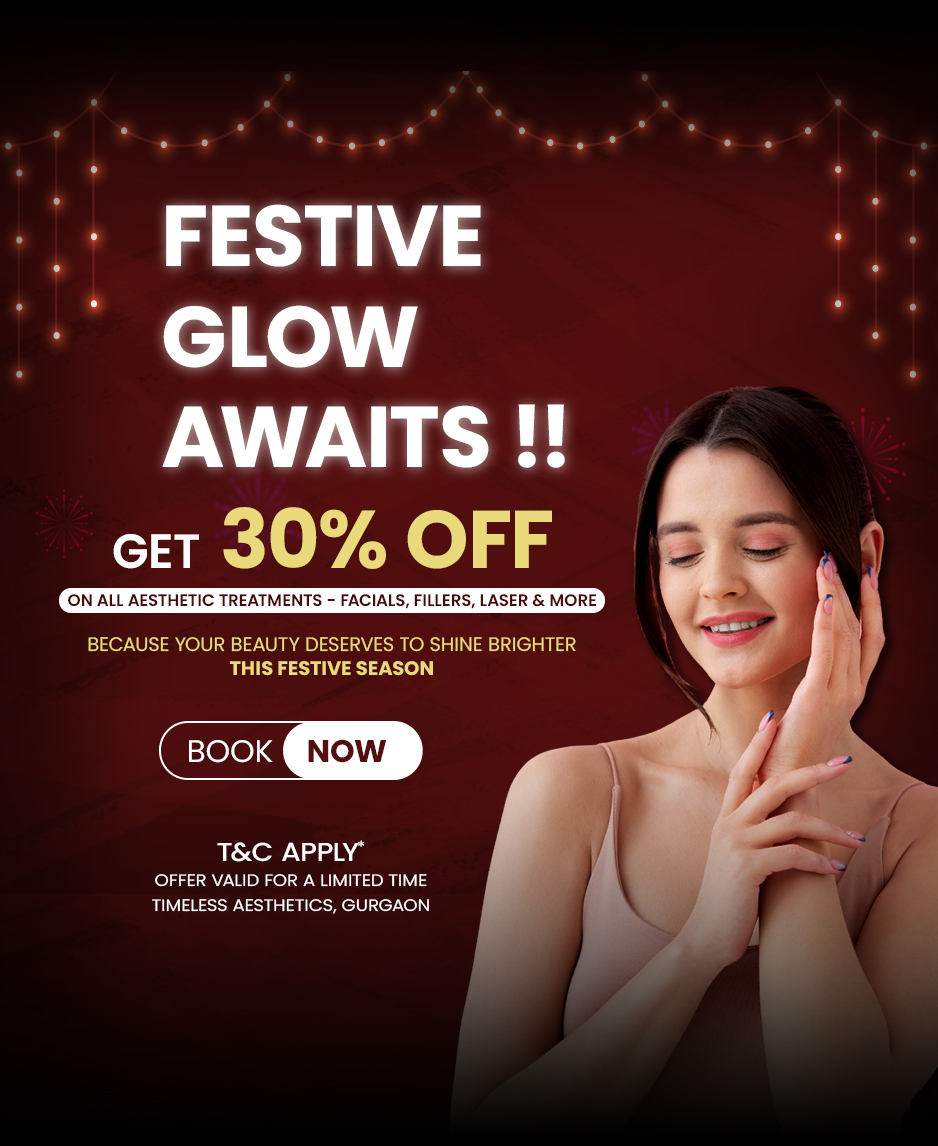 FESTIVE
GLOW
AWAITS !!
GET 30% OFF
ON ALL AESTHETIC TREATMENTS - FACIALS, FILLERS, LASER & MORE
BECAUSE YOUR BEAUTY DESERVES TO SHINE BRIGHTER
THIS FESTIVE SEASON
BOOK NOW
T&C APPLY*
OFFER VALID FOR A LIMITED TIME
TIMELESS AESTHETICS, GURGAON